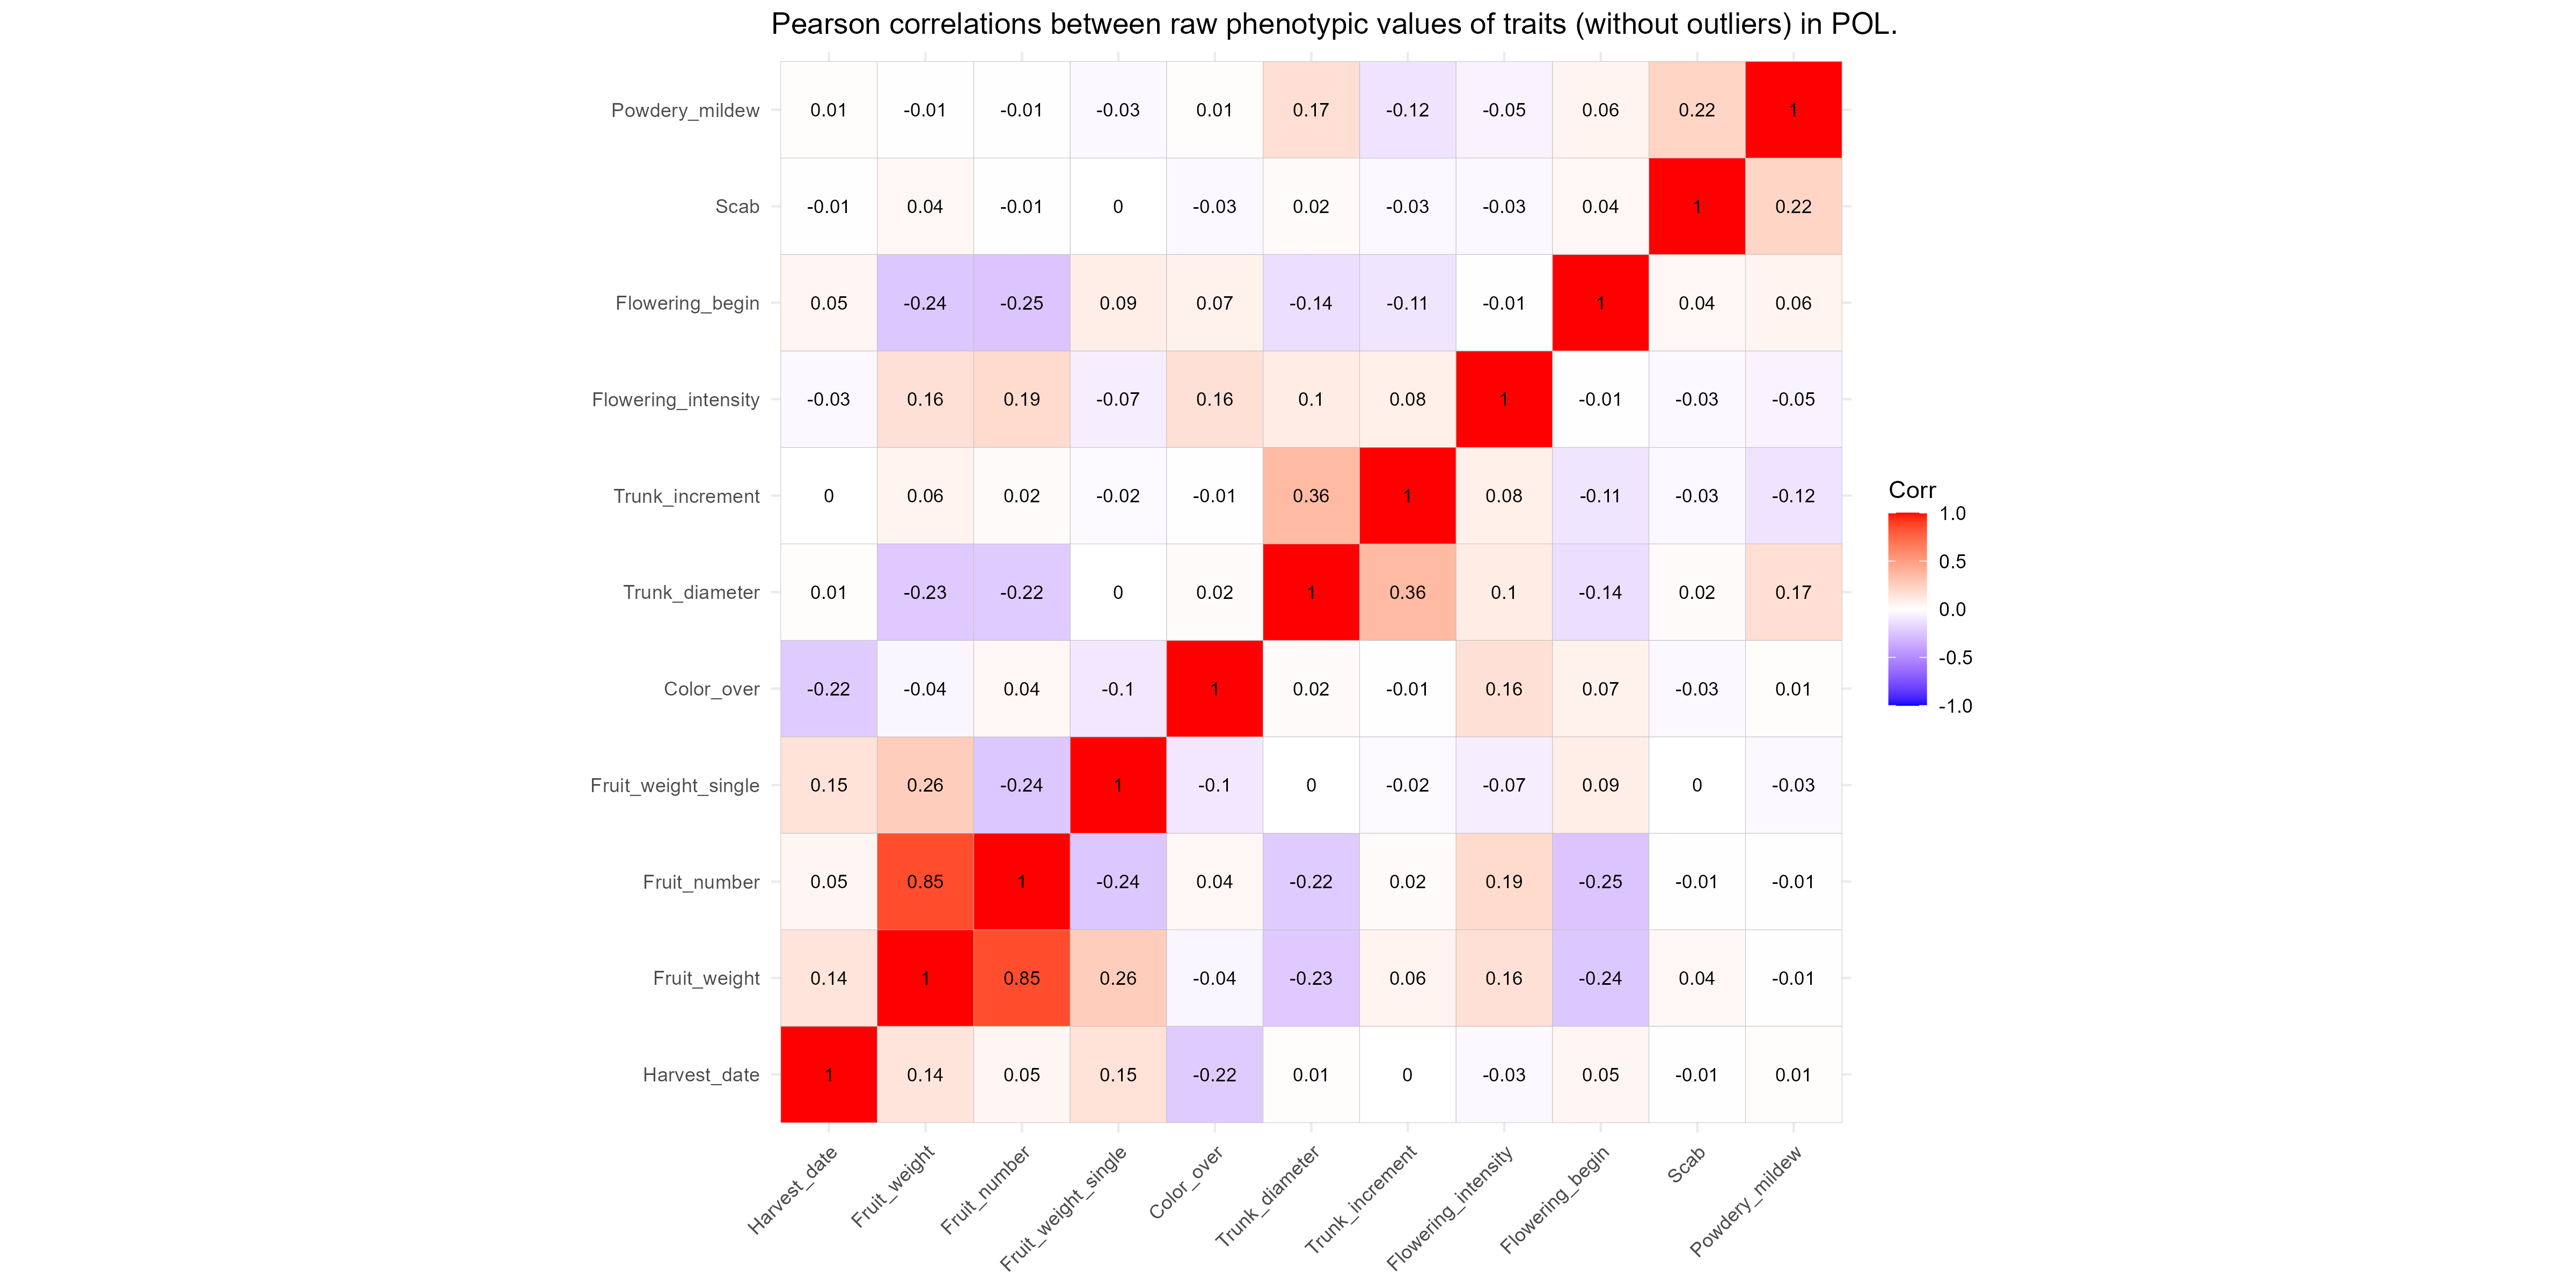 Pearson correlations between raw phenotypic values of traits (without outliers) in POL.
Powdery_mildew 0.01 -0.01 -0.01 -0.03 0.01 0.17 -0.12 -0.05 0.06 0.22 1
Scab -0.01 0.04 -0.01 0 -0.03 0.02 -0.03 -0.03 0.04 1 0.22
Flowering_begin 0.05 -0.24 -0.25 0.09 0.07 -0.14 -0.11 -0.01 1 0.04 0.06
Flowering_intensity -0.03 0.16 0.19 -0.07 0.16 0.1 0.08 1 -0.01 -0.03 -0.05
Trunk_increment 0 0.06 0.02 -0.02 -0.01 0.36 1 0.08 -0.11 -0.03 -0.12
Trunk_diameter 0.01 -0.23 -0.22 0 0.02 1 0.36 0.1 -0.14 0.02 0.17
Color_over -0.22 -0.04 0.04 -0.1 1 0.02 -0.01 0.16 0.07 -0.03 0.01
Fruit_weight_single 0.15 0.26 -0.24 1 -0.1 0 -0.02 -0.07 0.09 0 -0.03
Fruit_number 0.05 0.85 1 -0.24 0.04 -0.22 0.02 0.19 -0.25 -0.01 -0.01
Fruit_weight 0.14 1 0.85 0.26 -0.04 -0.23 0.06 0.16 -0.24 0.04 -0.01
Harvest_date 1 0.14 0.05 0.15 -0.22 0.01 0 -0.03 0.05 -0.01 0.01
Harvest_date
Fruit_weight
Fruit_number
Fruit_weight_single
Color_over
Trunk_diameter
Trunk_increment
Flowering_intensity
Flowering_begin
Scab
Powdery_mildew
Corr
1.0
0.5
0.0
-0.5
-1.0